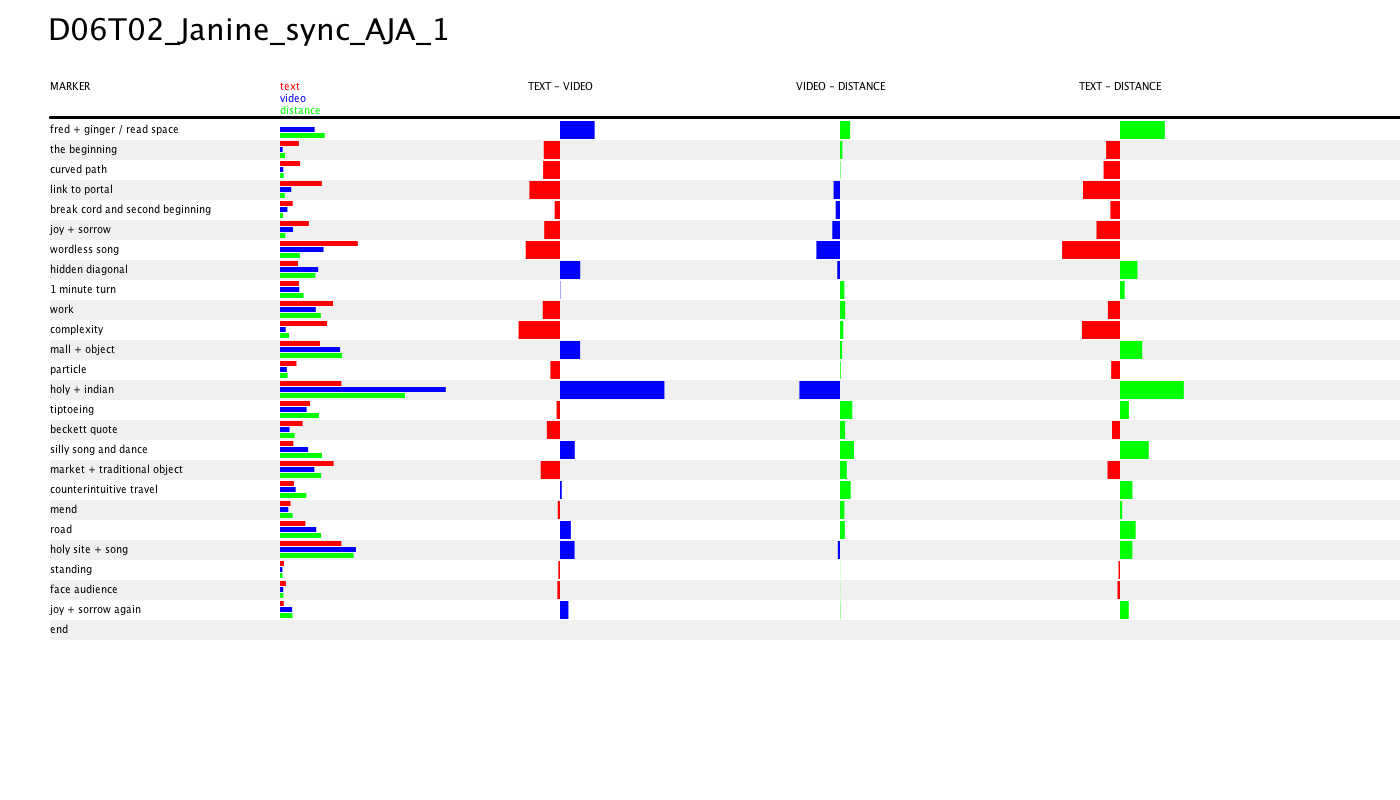 D06T02_Janine_sync_AJA_1
MARKER
text
video
distance
TEXT - VIDEO
VIDEO - DISTANCE
TEXT - DISTANCE
fred + ginger / read space
the beginning
curved path
link to portal
break cord and second beginning
joy + sorrow
wordless song
hidden diagonal
1 minute turn
work
complexity
mall + object
particle
holy + indian
tiptoeing
beckett quote
silly song and dance
market + traditional object
counterintuitive travel
mend
road
holy site + song
standing
face audience
joy + sorrow again
end